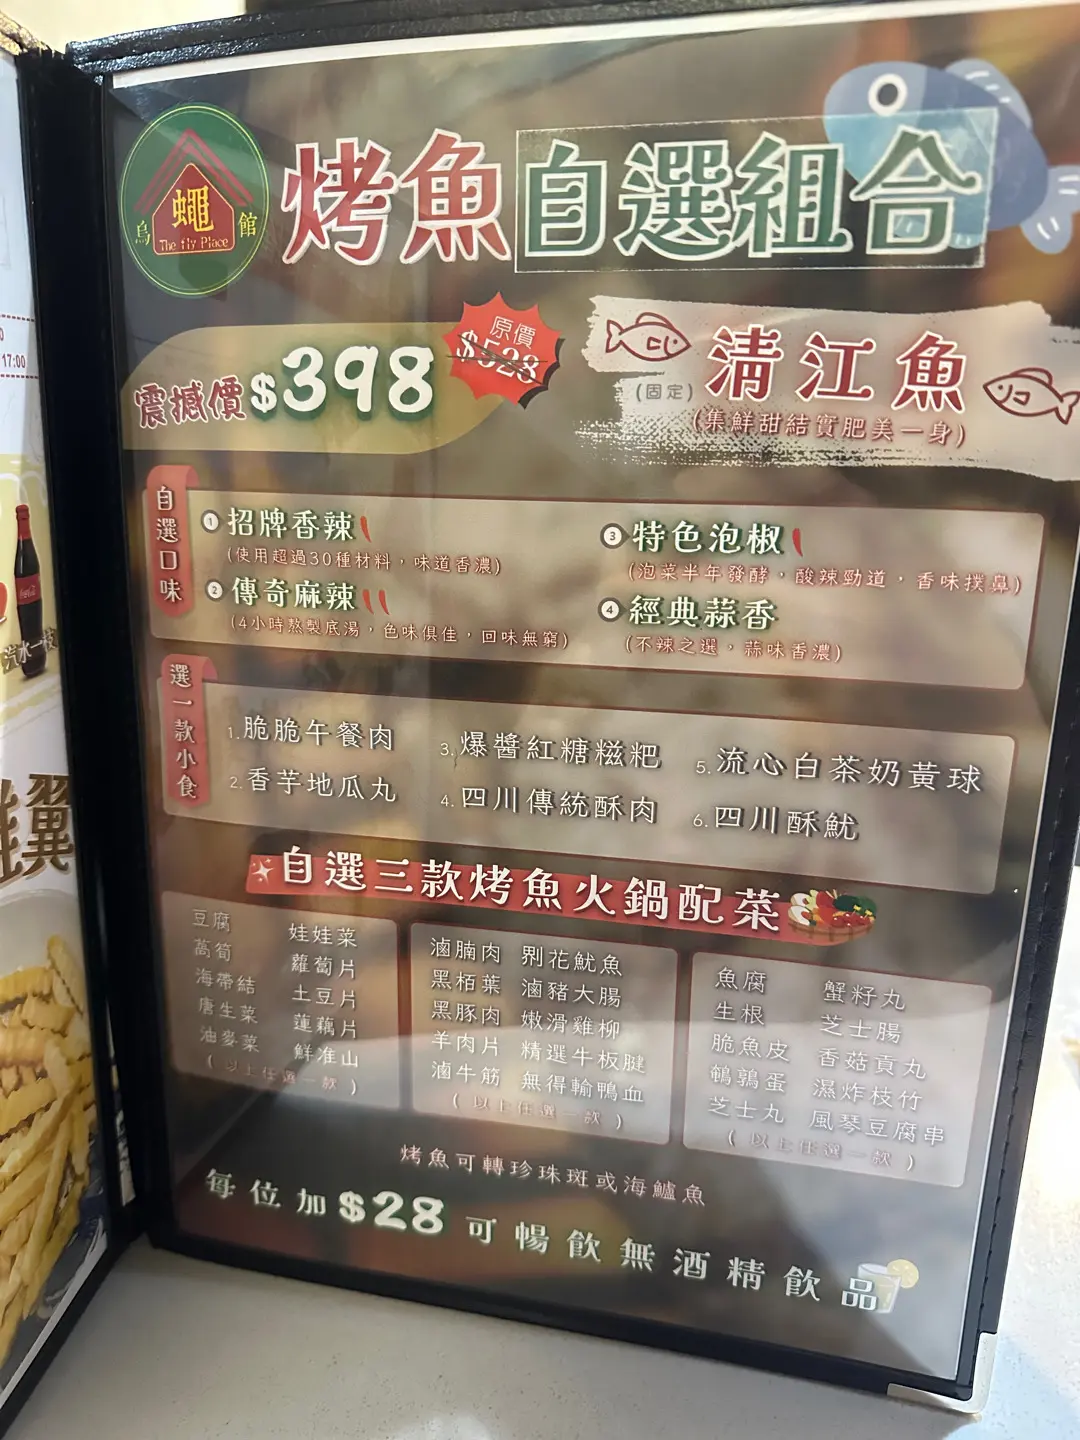 烏
蠅
館
The Fly Place
烤魚自選組合
震撼價$398
原價
$528
(固定)
清江魚
(集鮮甜結實肥美一身)
自選口味
1 招牌香辣
(使用超過30種材料，味道香濃)
2 傳奇麻辣
(4小時熬製底湯，色味俱佳，回味無窮)
3 特色泡椒
(泡菜半年發酵，酸辣勁道，香味撲鼻)
4 經典蒜香
(不辣之選，蒜味香濃)
選一款小食
1.脆脆午餐肉
2.香芋地瓜丸
3.爆醬紅糖糍粑
4.四川傳統酥肉
5.流心白茶奶黃球
6.四川酥魷
自選三款烤魚火鍋配菜
豆腐 娃娃菜
萵筍 蘿蔔片
海帶結 土豆片
唐生菜 蓮藕片
油麥菜 鮮准山
(以上任選一款)
滷腩肉 剕花魷魚
黑栢葉 滷豬大腸
黑豚肉 嫩滑雞柳
羊肉片 精選牛板腱
滷牛筋 無得輸鴨血
(以上任選一款)
魚腐 蟹籽丸
生根 芝士腸
脆魚皮 香菇貢丸
鵪鶉蛋 濕炸枝竹
芝士丸 風琴豆腐串
(以上任選一款)
烤魚可轉珍珠斑或海鱸魚
每位加$28可暢飲無酒精飲品
17:00
汽水一枝
翼